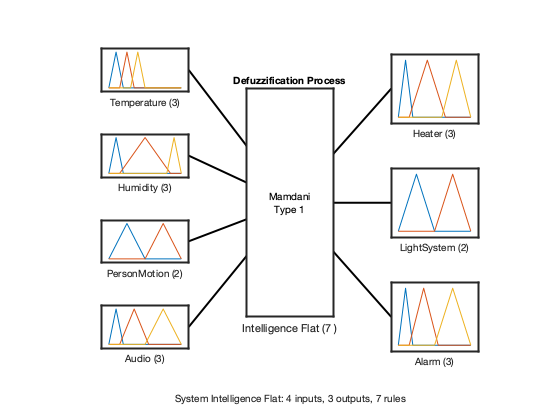 Defuzzification Process
Temperature (3)
Humidity (3)
PersonMotion (2)
Audio (3)
Mamdani
Type 1
Intelligence Flat (7 )
Heater (3)
LightSystem (2)
Alarm (3)
System Intelligence Flat: 4 inputs, 3 outputs, 7 rules